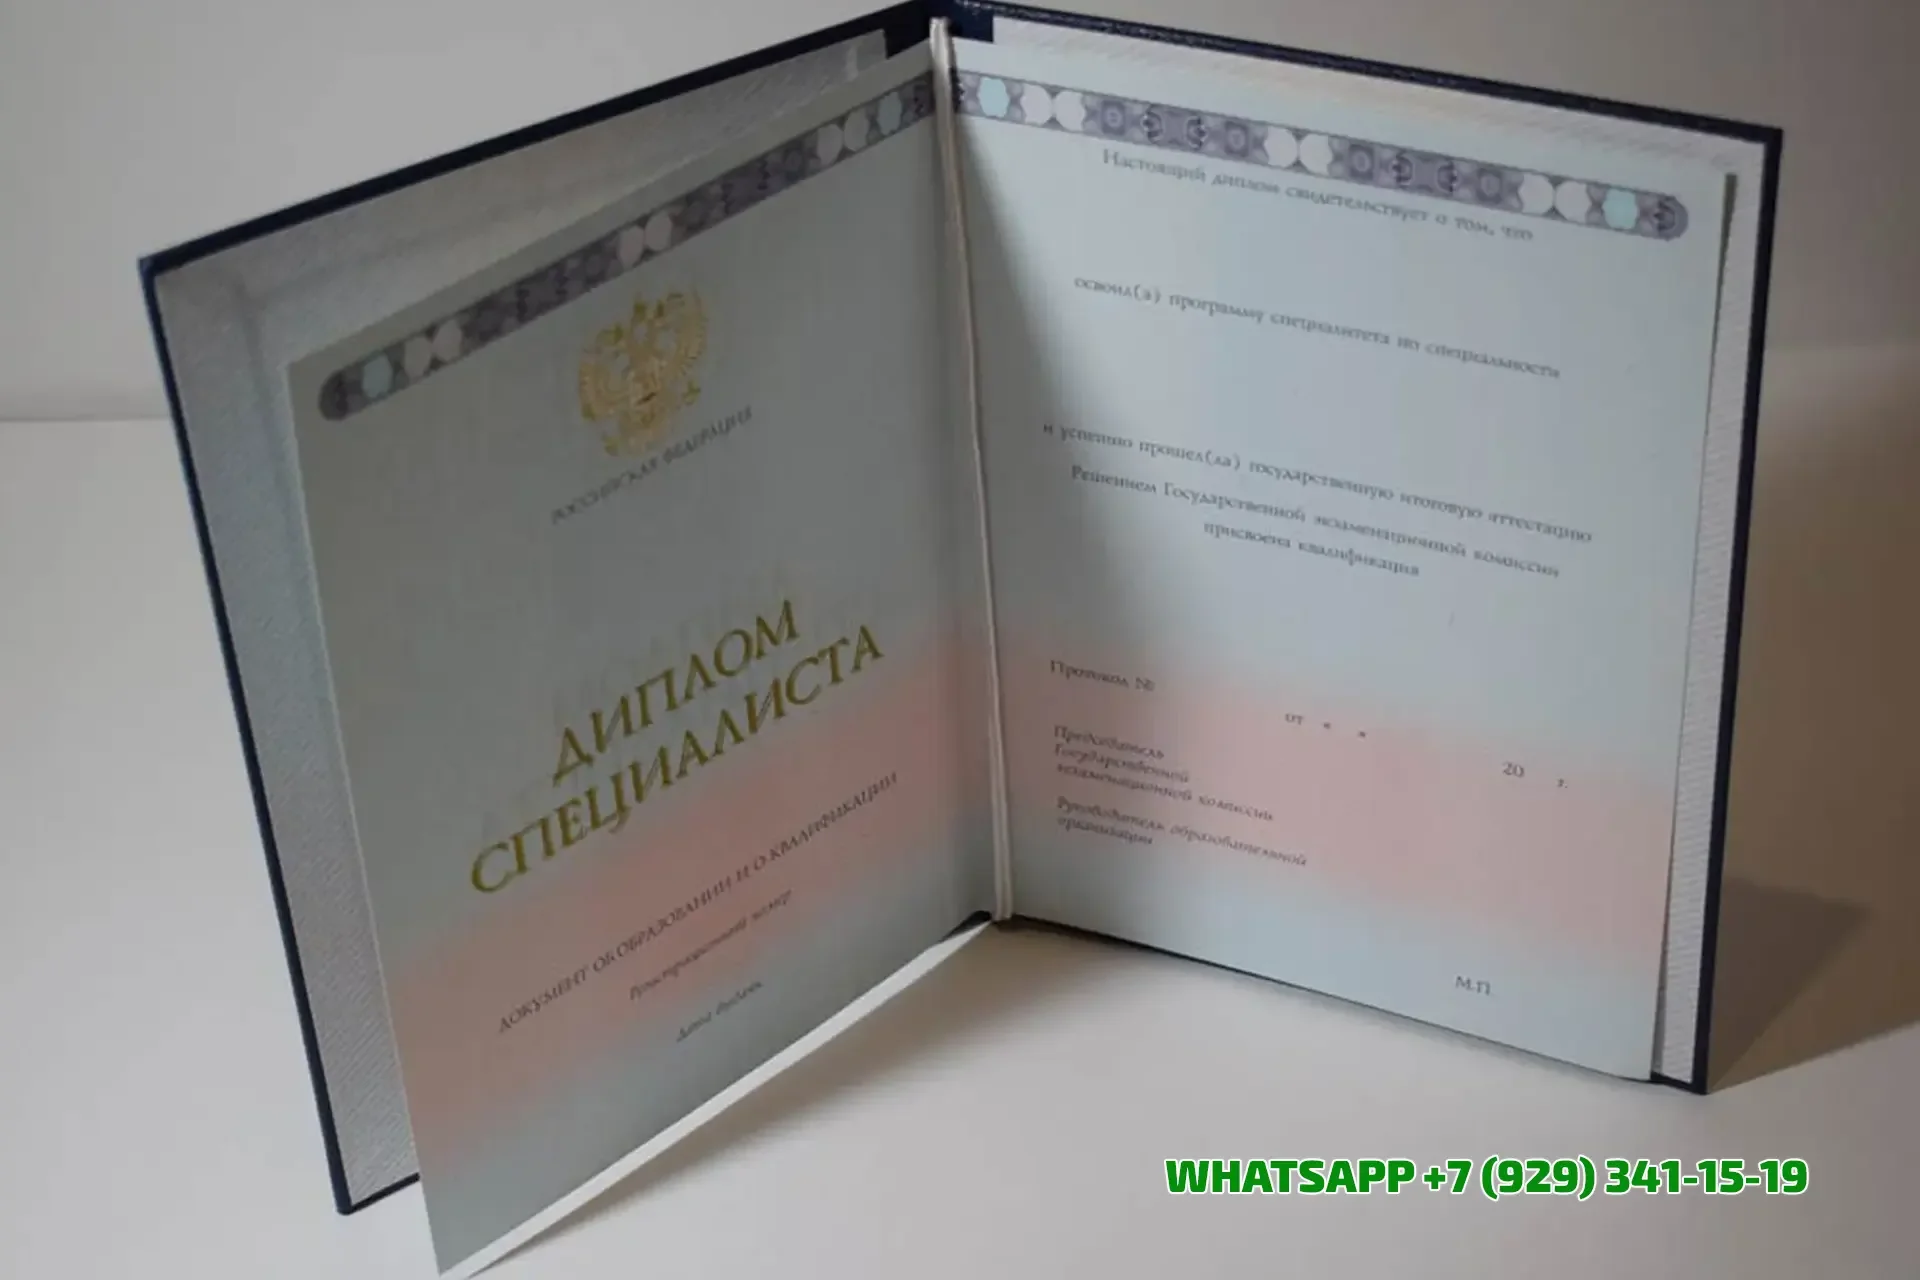 РОССИЙСКАЯ ФЕДЕРАЦИЯ
ДИПЛОМ
СПЕЦИАЛИСТА
ДОКУМЕНТ ОБ ОБРАЗОВАНИИ И О КВАЛИФИКАЦИИ
Регистрационный номер
Дата выдачи
Настоящий диплом свидетельствует о том, что
освоил(а) программу специалитета по специальности
и успешно прошел(ла) государственную итоговую аттестацию
Решением Государственной экзаменационной комиссии
присвоена квалификация
Протокол №
от « » 20 г.
Председатель
Государственной
экзаменационной комиссии
Руководитель образовательной
организации
М.П.
WHATSAPP +7 (929) 341-15-19